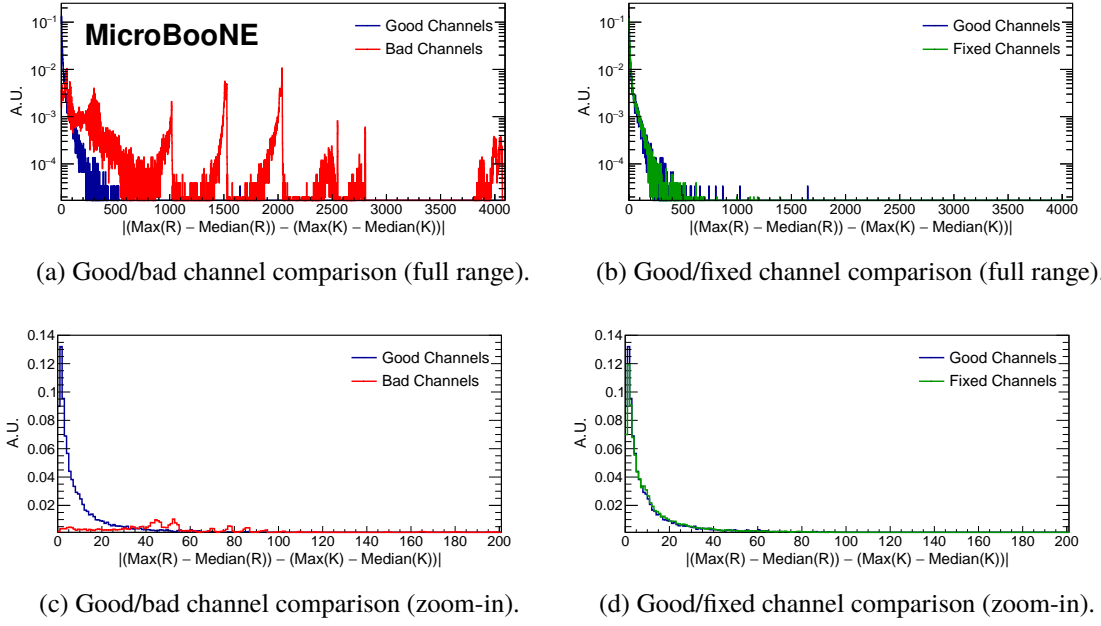 MicroBooNE
Good Channels
Bad Channels
A.U.
10⁻¹
10⁻²
10⁻³
10⁻⁴
0 500 1000 1500 2000 2500 3000 3500 4000
|(Max(R) − Median(R)) − (Max(K) − Median(K))|
(a) Good/bad channel comparison (full range).
Good Channels
Fixed Channels
A.U.
10⁻¹
10⁻²
10⁻³
10⁻⁴
0 500 1000 1500 2000 2500 3000 3500 4000
|(Max(R) − Median(R)) − (Max(K) − Median(K))|
(b) Good/fixed channel comparison (full range).
Good Channels
Bad Channels
A.U.
0.14
0.12
0.1
0.08
0.06
0.04
0.02
0 20 40 60 80 100 120 140 160 180 200
|(Max(R) − Median(R)) − (Max(K) − Median(K))|
(c) Good/bad channel comparison (zoom-in).
Good Channels
Fixed Channels
A.U.
0.14
0.12
0.1
0.08
0.06
0.04
0.02
0 20 40 60 80 100 120 140 160 180 200
|(Max(R) − Median(R)) − (Max(K) − Median(K))|
(d) Good/fixed channel comparison (zoom-in).